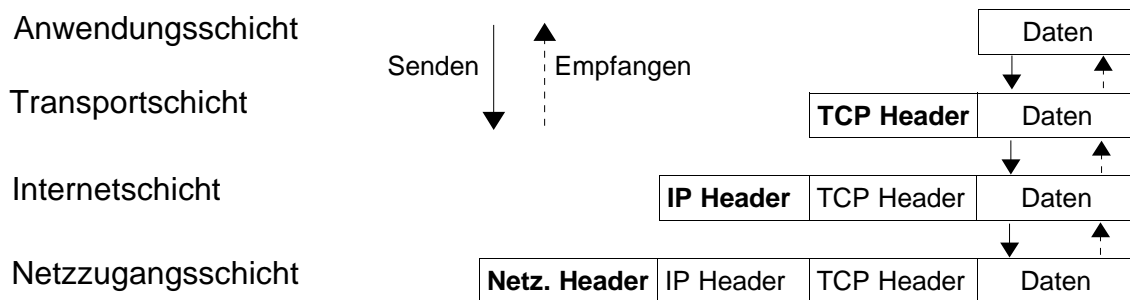 Anwendungsschicht Daten
Senden Empfangen
Transportschicht TCP Header Daten
Internetschicht IP Header TCP Header Daten
Netzzugangsschicht Netz. Header IP Header TCP Header Daten